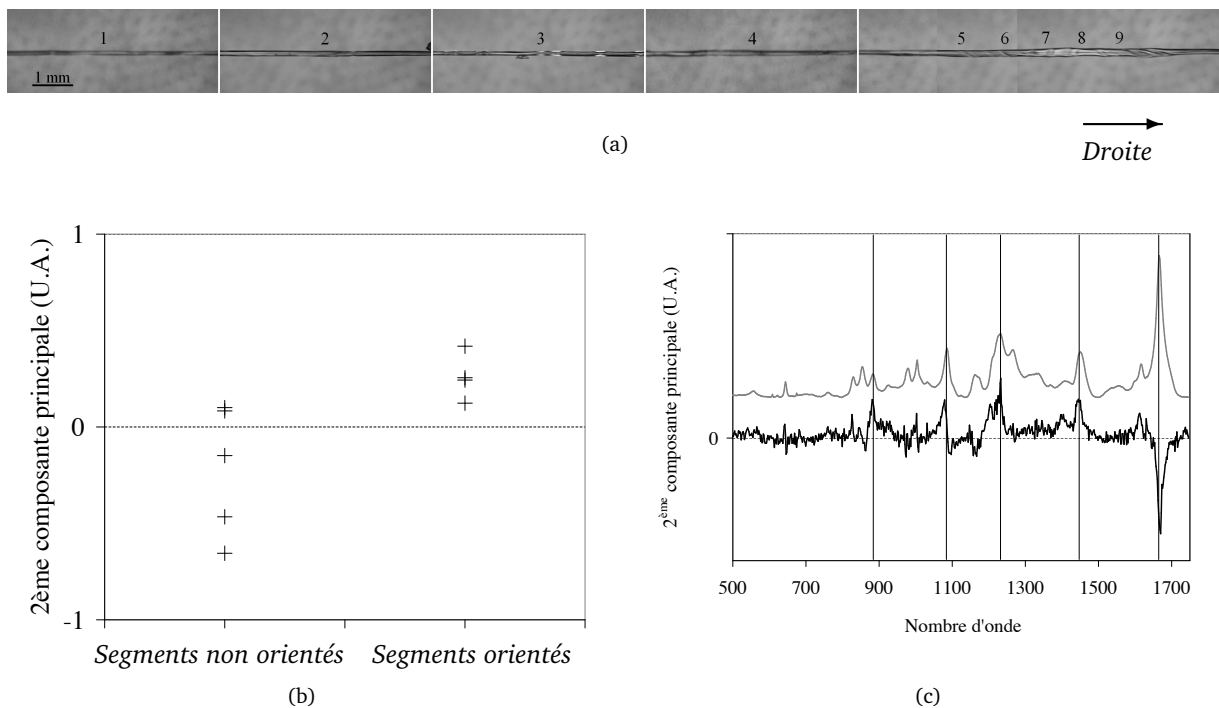 1 2 3 4 5 6 7 8 9
1 mm
(a)
Droite
2ème composante principale (U.A.)
1
0
-1
Segments non orientés Segments orientés
(b)
2ème composante principale (U.A.)
0
500 700 900 1100 1300 1500 1700
Nombre d'onde
(c)